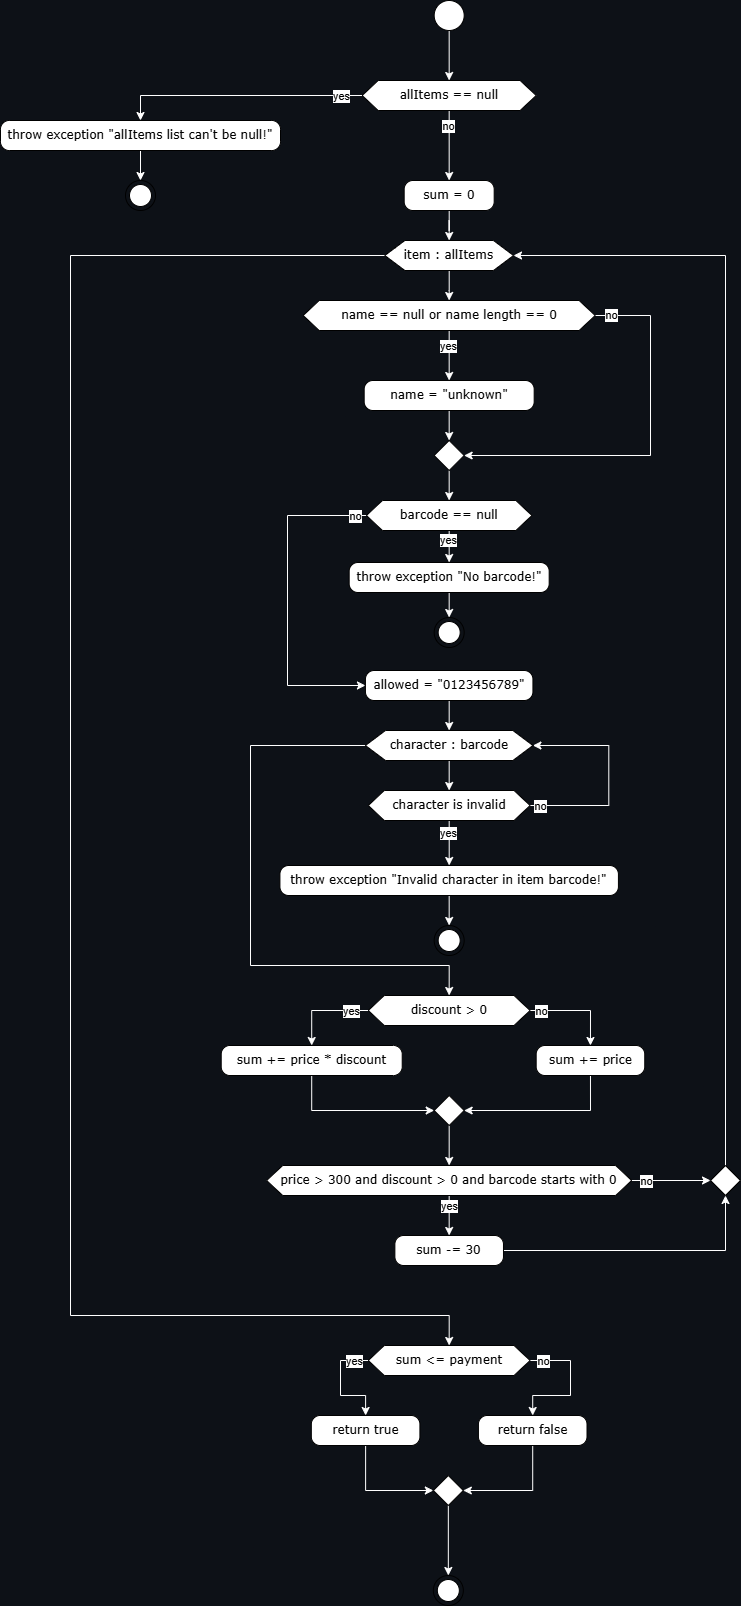 allItems == null
yes
throw exception "allItems list can't be null!"
no
sum = 0
item : allItems
name == null or name length == 0
no
yes
name = "unknown"
barcode == null
no
yes
throw exception "No barcode!"
allowed = "0123456789"
character : barcode
character is invalid
no
yes
throw exception "Invalid character in item barcode!"
discount > 0
yes
no
sum += price * discount
sum += price
price > 300 and discount > 0 and barcode starts with 0
no
yes
sum -= 30
sum <= payment
yes
no
return true
return false